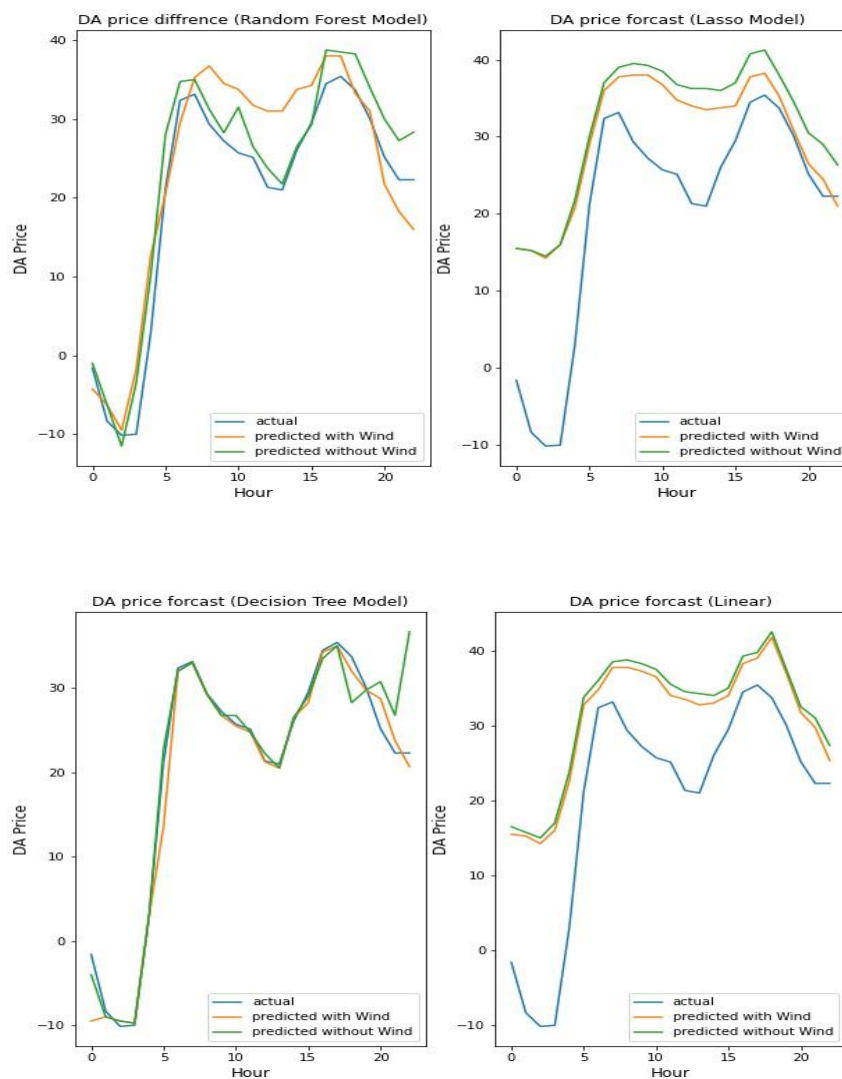 DA price diffrence (Random Forest Model)
40
30
20
10
0
−10
DA Price
actual
predicted with Wind
predicted without Wind
0 5 10 15 20
Hour
DA price forcast (Lasso Model)
40
30
20
10
0
−10
DA Price
actual
predicted with Wind
predicted without Wind
0 5 10 15 20
Hour
DA price forcast (Decision Tree Model)
30
20
10
0
−10
DA Price
actual
predicted with Wind
predicted without Wind
0 5 10 15 20
Hour
DA price forcast (Linear)
40
30
20
10
0
−10
DA Price
actual
predicted with Wind
predicted without Wind
0 5 10 15 20
Hour